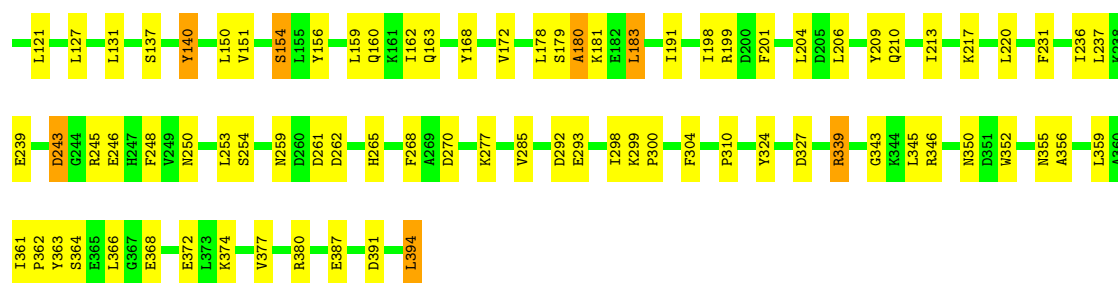 L121 L127 L131 S137 Y140 L150 V151 S154 L155 Y156 L159 Q160 K161 I162 Q163 Y168 V172 L178 S179 A180 K181 E182 L183 I191 I198 R199 D200 F201 L204 D205 L206 Y209 Q210 I213 K217 L220 F231 I236 L237 K238
E239 D243 G244 R245 E246 H247 F248 V249 N250 L253 S254 N259 D260 D261 D262 H265 F268 A269 D270 K277 V285 D292 E293 I298 K299 P300 F304 P310 Y324 D327 R339 G343 K344 L345 R346 N350 D351 W352 N355 A356 L359 A360
I361 P362 Y363 S364 E365 L366 G367 E368 E372 L373 K374 V377 R380 E387 D391 L394